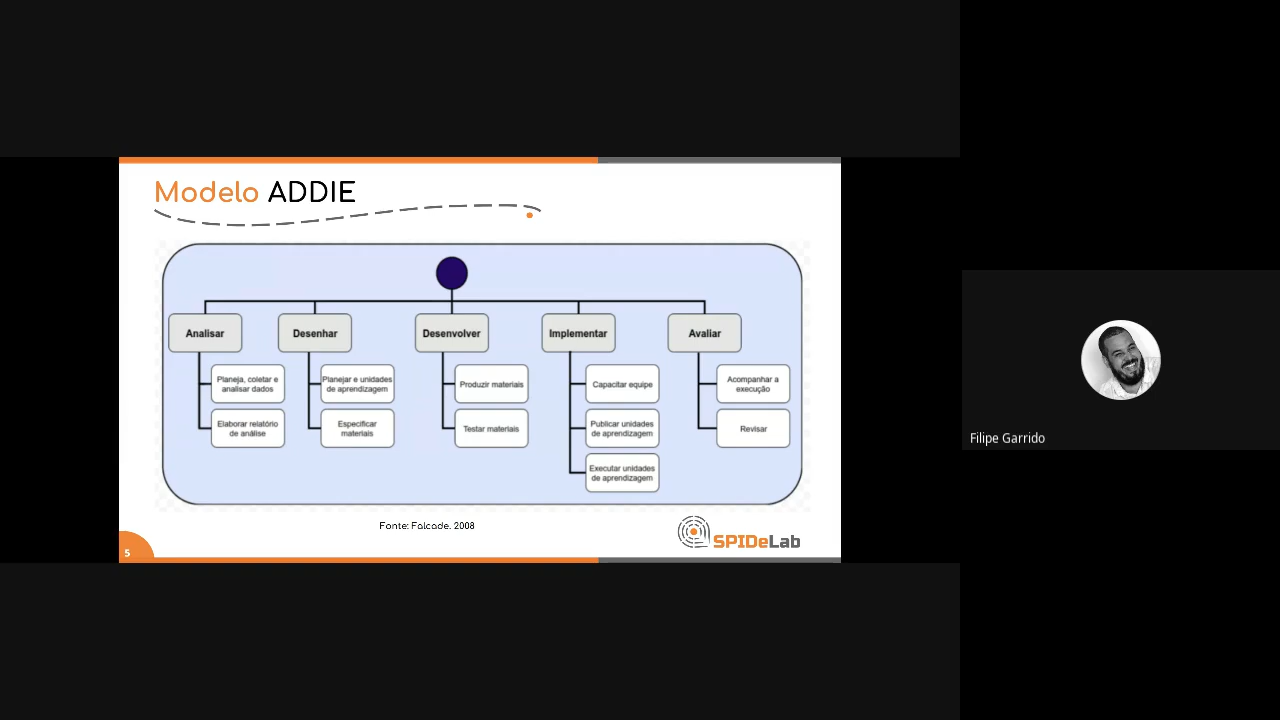 Modelo ADDIE
Analisar
Desenhar
Desenvolver
Implementar
Avaliar
Planeja, coletar e
analisar dados
Elaborar relatório
de análise
Planejar e unidades
de aprendizagem
Especificar
materiais
Produzir materiais
Testar materiais
Capacitar equipe
Publicar unidades
de aprendizagem
Executar unidades
de aprendizagem
Acompanhar a
execução
Revisar
Fonte: Falcade. 2008
SPIDeLab
5
Filipe Garrido